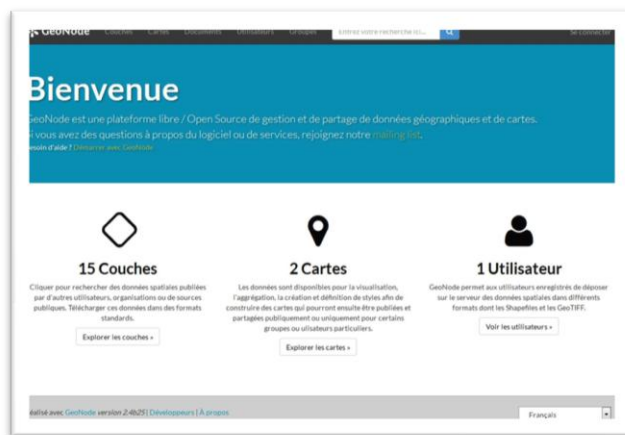 GeoNode Couches Cartes Documents Utilisateurs Groupes Entrez votre recherche ici... Se connecter
Bienvenue
GeoNode est une plateforme libre / Open Source de gestion et de partage de données géographiques et de cartes.
Si vous avez des questions à propos du logiciel ou de services, rejoignez notre mailing list.
Besoin d'aide ? Démarrer avec GeoNode
15 Couches
Cliquer pour rechercher des données spatiales publiées
par d'autres utilisateurs, organisations ou de sources
publiques. Télécharger ces données dans des formats
standards.
Explorer les couches »
2 Cartes
Les données sont disponibles pour la visualisation,
l'aggrégation, la création et définition de styles afin de
construire des cartes qui pourront ensuite être publiées et
partagées publiquement ou uniquement pour certains
groupes ou ulisateurs particuliers.
Explorer les cartes »
1 Utilisateur
GeoNode permet aux utilisateurs enregistrés de déposer
sur le serveur des données spatiales dans différents
formats dont les Shapefiles et les GeoTIFF.
Voir les utilisateurs »
Réalisé avec GeoNode version 2.4b25 | Développeurs | À propos
Français